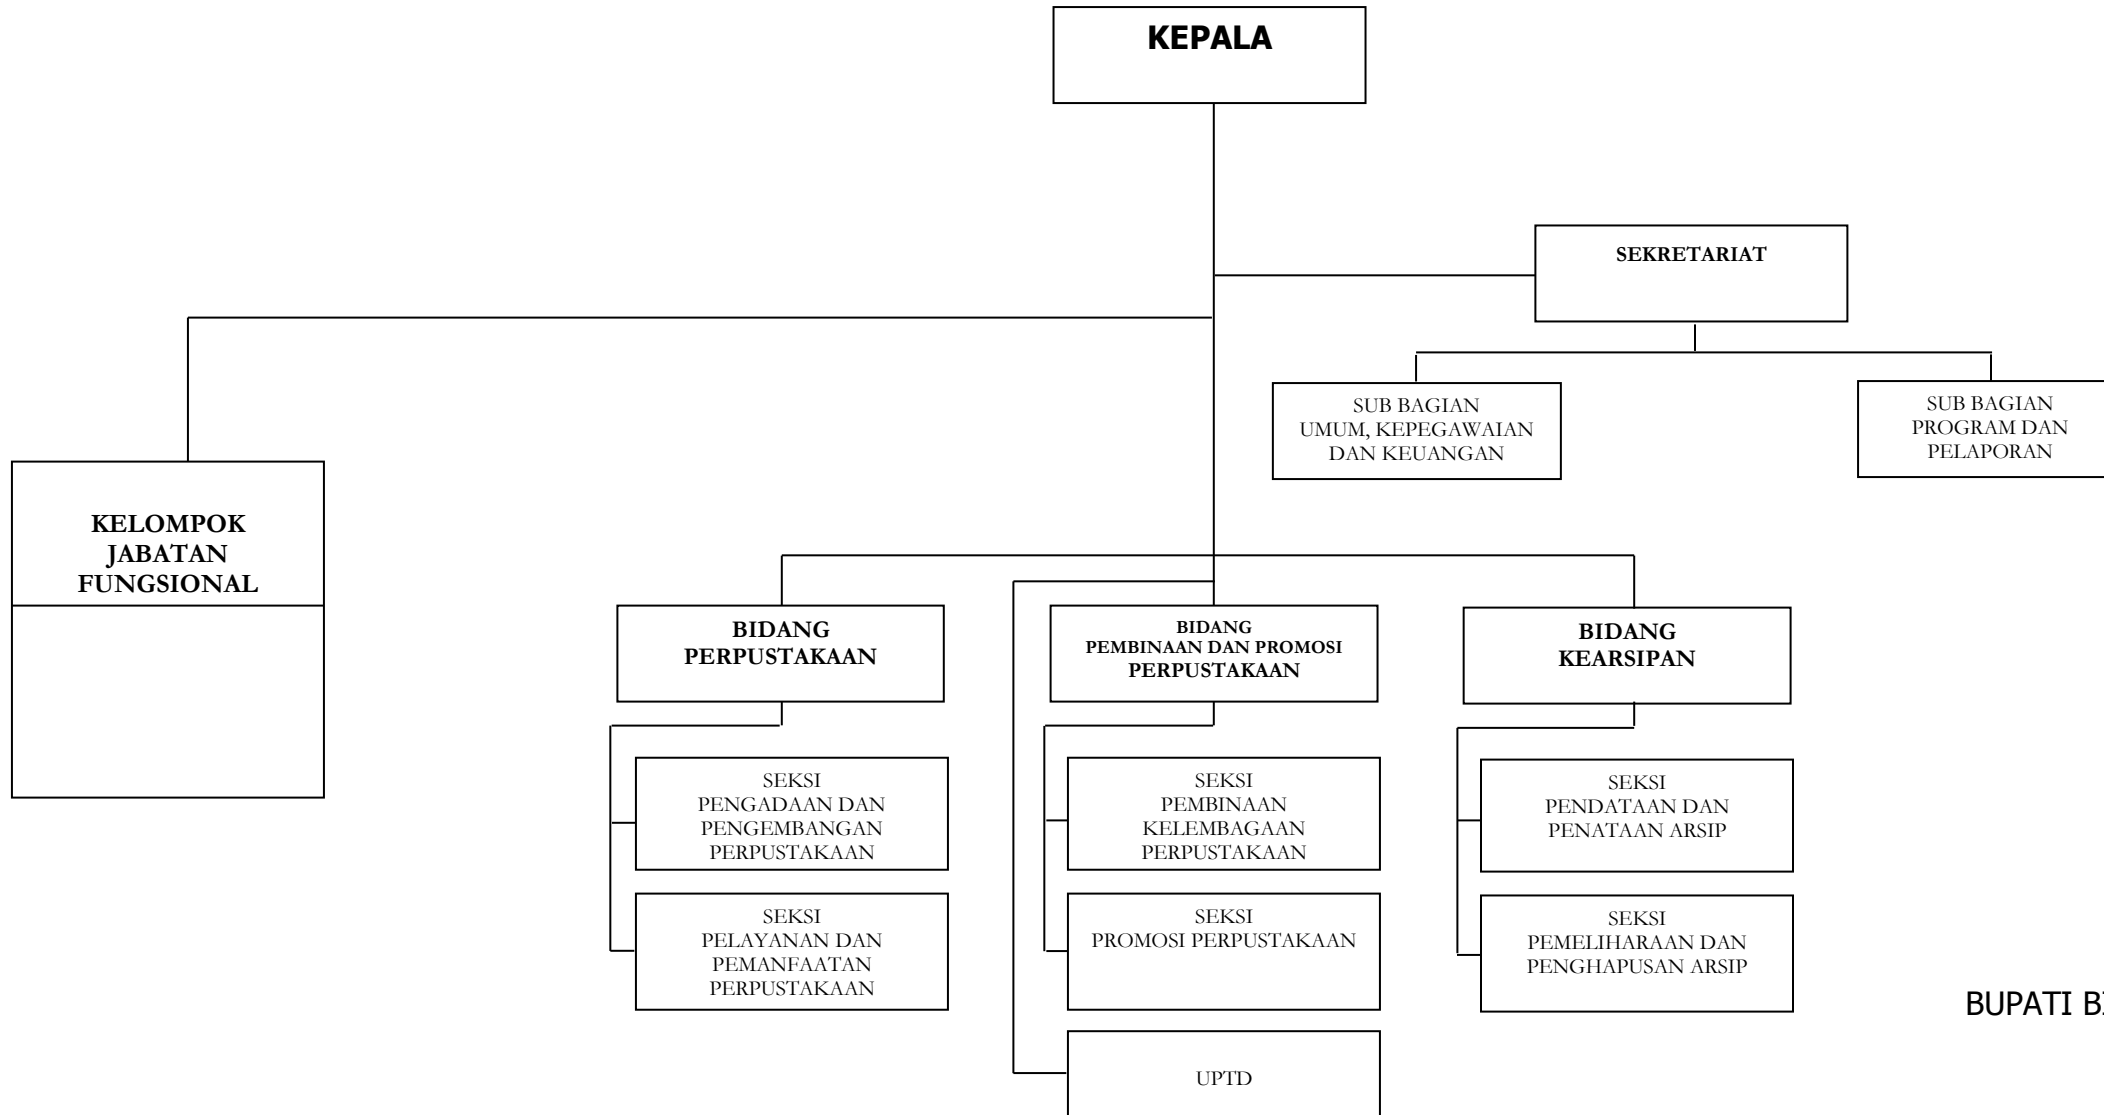 KEPALA
SEKRETARIAT
SUB BAGIAN
UMUM, KEPEGAWAIAN
DAN KEUANGAN
SUB BAGIAN
PROGRAM DAN
PELAPORAN
KELOMPOK
JABATAN
FUNGSIONAL
BIDANG
PERPUSTAKAAN
BIDANG
PEMBINAAN DAN PROMOSI
PERPUSTAKAAN
BIDANG
KEARSIPAN
SEKSI
PENGADAAN DAN
PENGEMBANGAN
PERPUSTAKAAN
SEKSI
PEMBINAAN
KELEMBAGAAN
PERPUSTAKAAN
SEKSI
PENDATAAN DAN
PENATAAN ARSIP
SEKSI
PELAYANAN DAN
PEMANFAATAN
PERPUSTAKAAN
SEKSI
PROMOSI PERPUSTAKAAN
SEKSI
PEMELIHARAAN DAN
PENGHAPUSAN ARSIP
BUPATI
UPTD